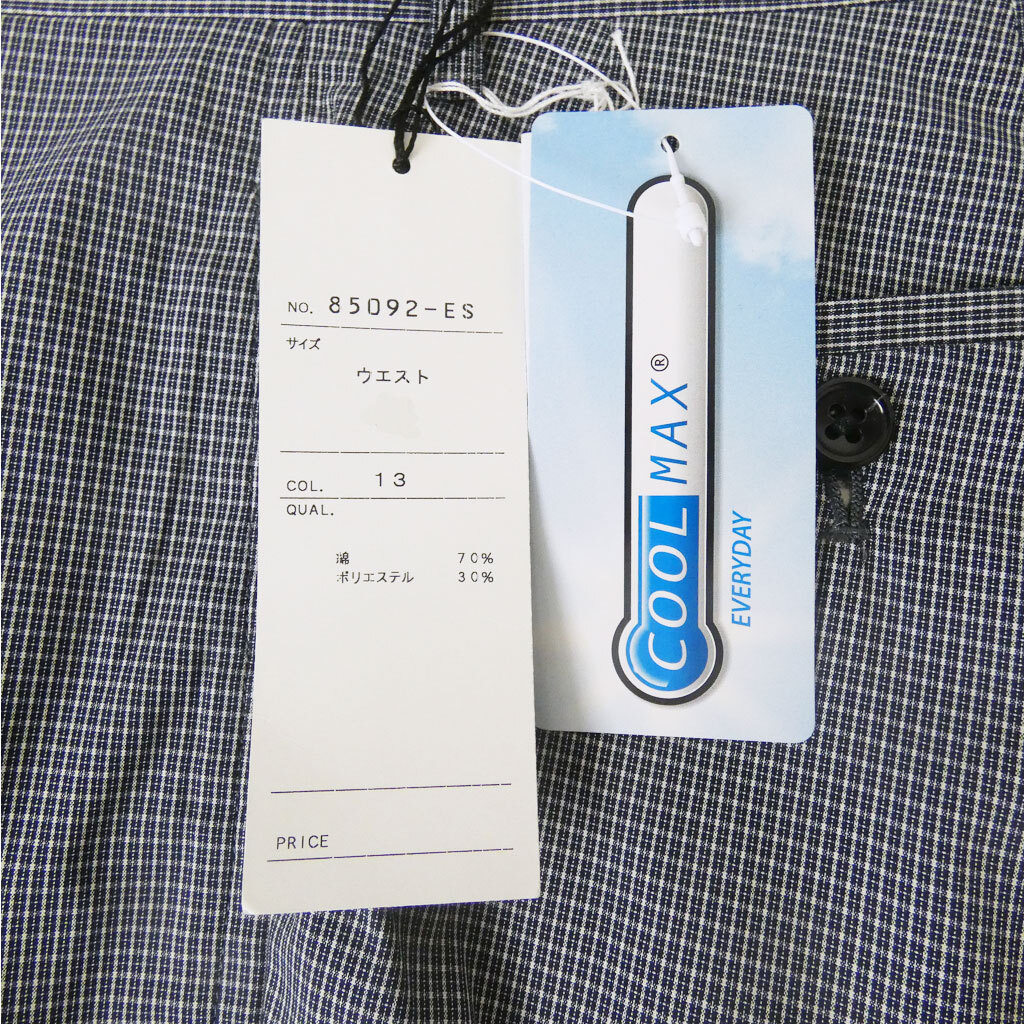 NO. 85092-ES
サイズ
ウエスト
COL. 13
QUAL.
綿 70%
ポリエステル 30%
PRICE
COOLMAX®
EVERYDAY